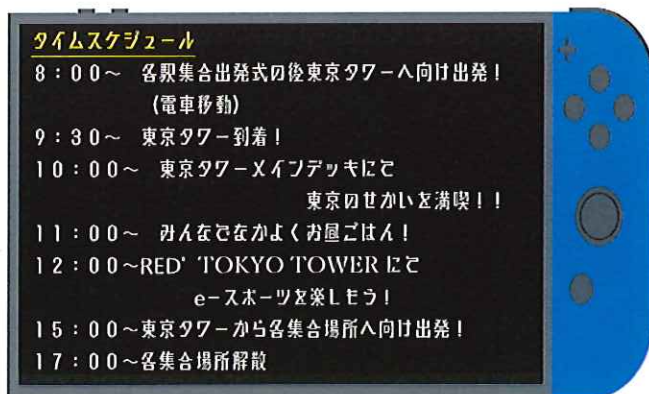 タイムスケジュール
8：00～　各駅集合出発式の後東京タワーへ向け出発！
(電車移動)
9：30～　東京タワー到着！
10：00～　東京タワーメインデッキにて
東京のせかいを満喫！！
11：00～　みんなでなかよくお昼ごはん！
12：00～RED° TOKYO TOWERにて
e－スポーツを楽しもう！
15：00～東京タワーから各集合場所へ向け出発！
17：00～各集合場所解散